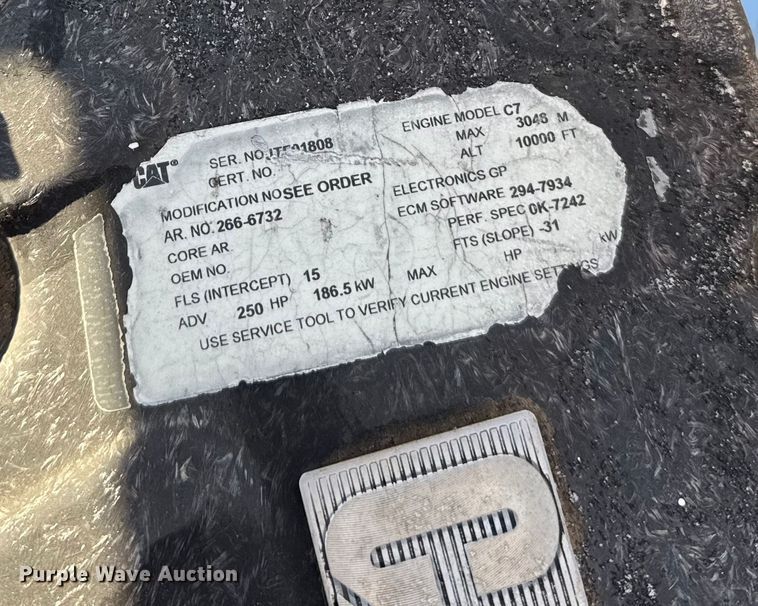 CAT®
SER. NO.
ENGINE MODEL C7
CERT. NO.
MAX 3048 M
ALT 10000 FT
MODIFICATION NO SEE ORDER
AR. NO. 266-6732
ELECTRONICS GP
CORE AR.
ECM SOFTWARE 294-7934
OEM NO.
PERF. SPEC 0K-7242
FLS (INTERCEPT) 15
FTS (SLOPE) -31
ADV 250 HP 186.5 kW MAX HP kW
USE SERVICE TOOL TO VERIFY CURRENT ENGINE SETTINGS
Purple Wave Auction